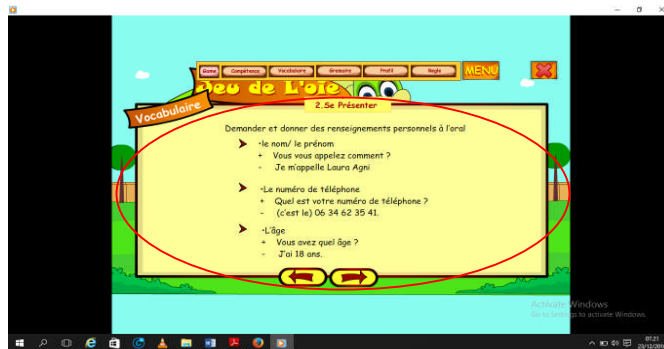 Game Compétence Vocabulaire Grammaire Profil Regle MENU
Jeu de L'oie
2.Se Présenter
Vocabulaire
Demander et donner des renseignements personnels à l'oral
-le nom/ le prénom
+ Vous vous appelez comment ?
- Je m'appelle Laura Agni
-Le numéro de téléphone
+ Quel est votre numéro de téléphone ?
- (c'est le) 06 34 62 35 41.
-L'âge
+ Vous avez quel âge ?
- J'ai 18 ans.
Activate Windows
Go to Settings to activate Windows.
07.21